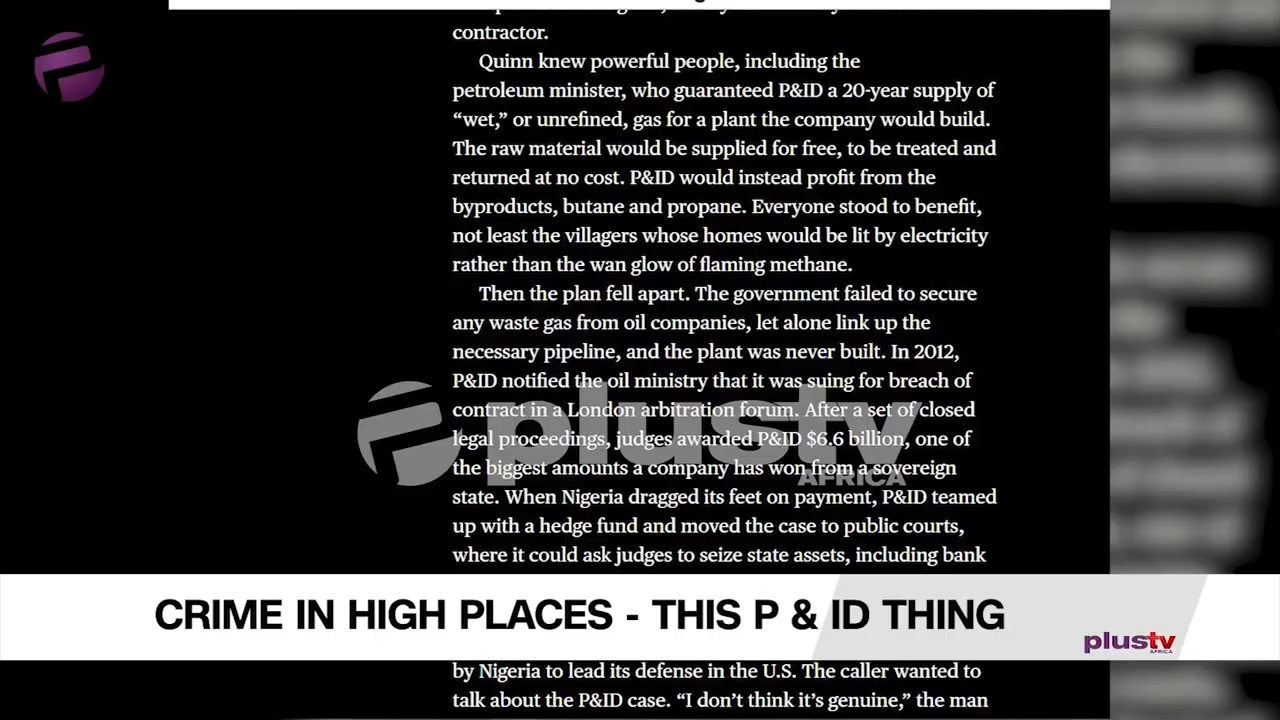 contractor.
Quinn knew powerful people, including the
petroleum minister, who guaranteed P&ID a 20-year supply of
“wet,” or unrefined, gas for a plant the company would build.
The raw material would be supplied for free, to be treated and
returned at no cost. P&ID would instead profit from the
byproducts, butane and propane. Everyone stood to benefit,
not least the villagers whose homes would be lit by electricity
rather than the wan glow of flaming methane.
Then the plan fell apart. The government failed to secure
any waste gas from oil companies, let alone link up the
necessary pipeline, and the plant was never built. In 2012,
P&ID notified the oil ministry that it was suing for breach of
contract in a London arbitration forum. After a set of closed
legal proceedings, judges awarded P&ID $6.6 billion, one of
the biggest amounts a company has won from a sovereign
state. When Nigeria dragged its feet on payment, P&ID teamed
up with a hedge fund and moved the case to public courts,
where it could ask judges to seize state assets, including bank
plustv
AFRICA
CRIME IN HIGH PLACES - THIS P & ID THING
plustv
AFRICA
by Nigeria to lead its defense in the U.S. The caller wanted to
talk about the P&ID case. “I don’t think it’s genuine,” the man